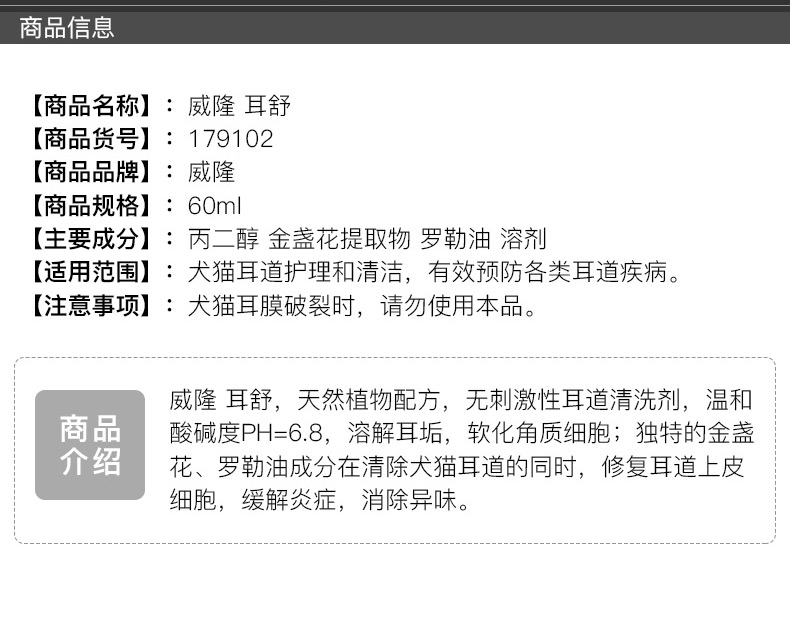 商品信息
【商品名称】：威隆 耳舒
【商品货号】：179102
【商品品牌】：威隆
【商品规格】：60ml
【主要成分】：丙二醇 金盏花提取物 罗勒油 溶剂
【适用范围】：犬猫耳道护理和清洁，有效预防各类耳道疾病。
【注意事项】：犬猫耳膜破裂时，请勿使用本品。
商品
介绍
威隆 耳舒，天然植物配方，无刺激性耳道清洗剂，温和
酸碱度PH=6.8，溶解耳垢，软化角质细胞；独特的金盏
花、罗勒油成分在清除犬猫耳道的同时，修复耳道上皮
细胞，缓解炎症，消除异味。